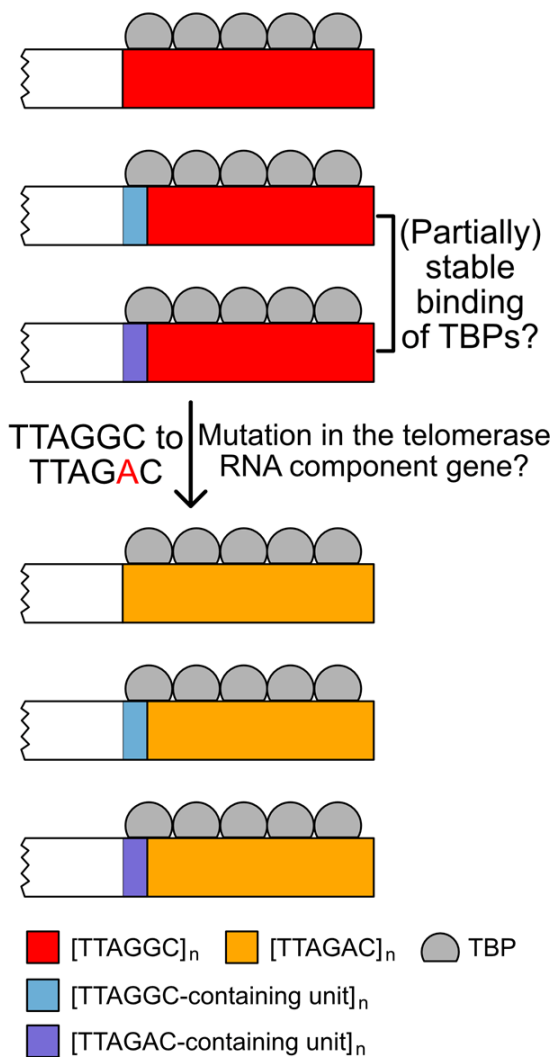 (Partially)
stable
binding
of TBPs?
TTAGGC to
TTAGAC
Mutation in the telomerase
RNA component gene?
[TTAGGC]n
[TTAGAC]n
TBP
[TTAGGC-containing unit]n
[TTAGAC-containing unit]n